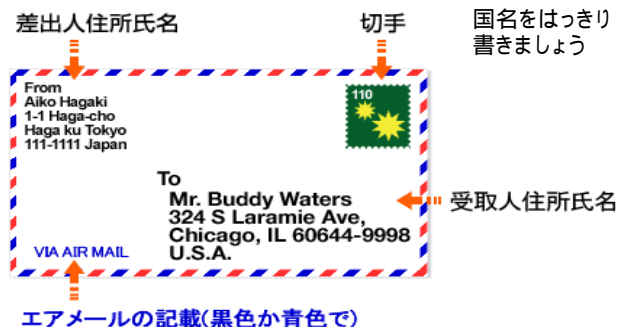 差出人住所氏名
切手
国名をはっきり
書きましょう
From
Aiko Hagaki
1-1 Haga-cho
Haga ku Tokyo
111-1111 Japan
110
To
Mr. Buddy Waters
324 S Laramie Ave,
Chicago, IL 60644-9998
U.S.A.
受取人住所氏名
VIA AIR MAIL
エアメールの記載(黒色か青色で)